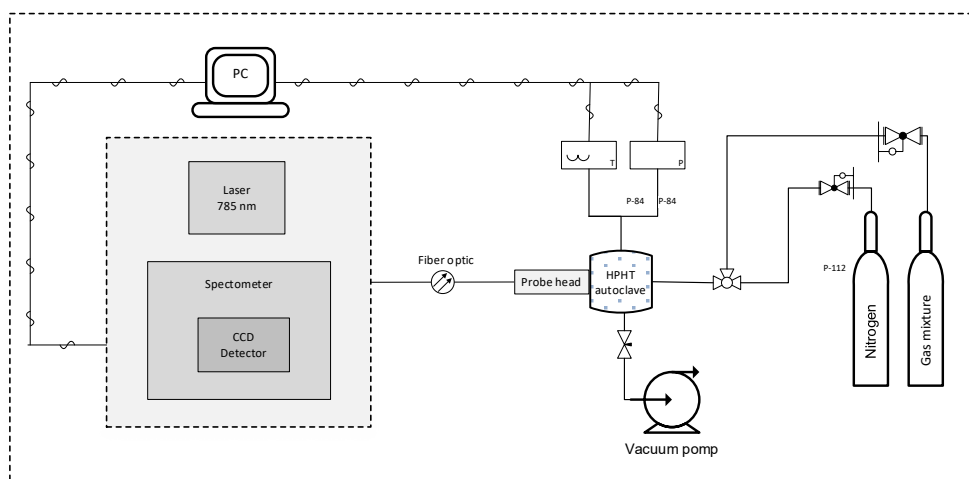 PC
T
P
P-84
P-84
Laser
785 nm
Fiber optic
Spectometer
Probe head
HPHT
autoclave
P-112
CCD
Detector
Nitrogen
Gas mixture
Vacuum pomp